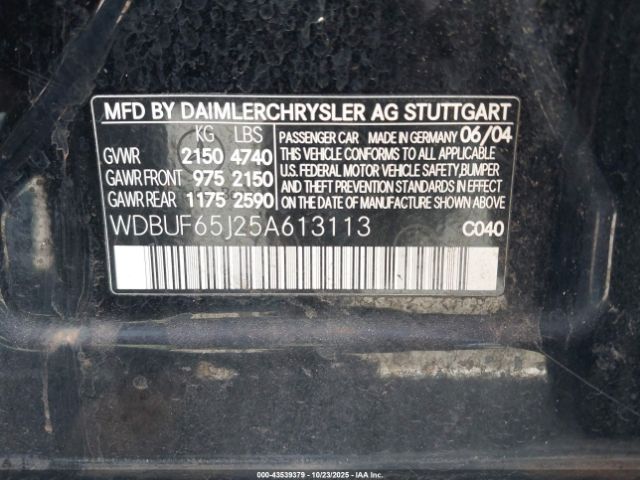 MFD BY DAIMLERCHRYSLER AG STUTTGART
KG LBS
GVWR 2150 4740
GAWR FRONT 975 2150
GAWR REAR 1175 2590
PASSENGER CAR MADE IN GERMANY 06/04
THIS VEHICLE CONFORMS TO ALL APPLICABLE
U.S. FEDERAL MOTOR VEHICLE SAFETY, BUMPER
AND THEFT PREVENTION STANDARDS IN EFFECT
ON THE DATE OF MANUFACTURE SHOWN ABOVE.
WDBUF65J25A613113 C040
000-43539379 - 10/23/2025 - IAA Inc.